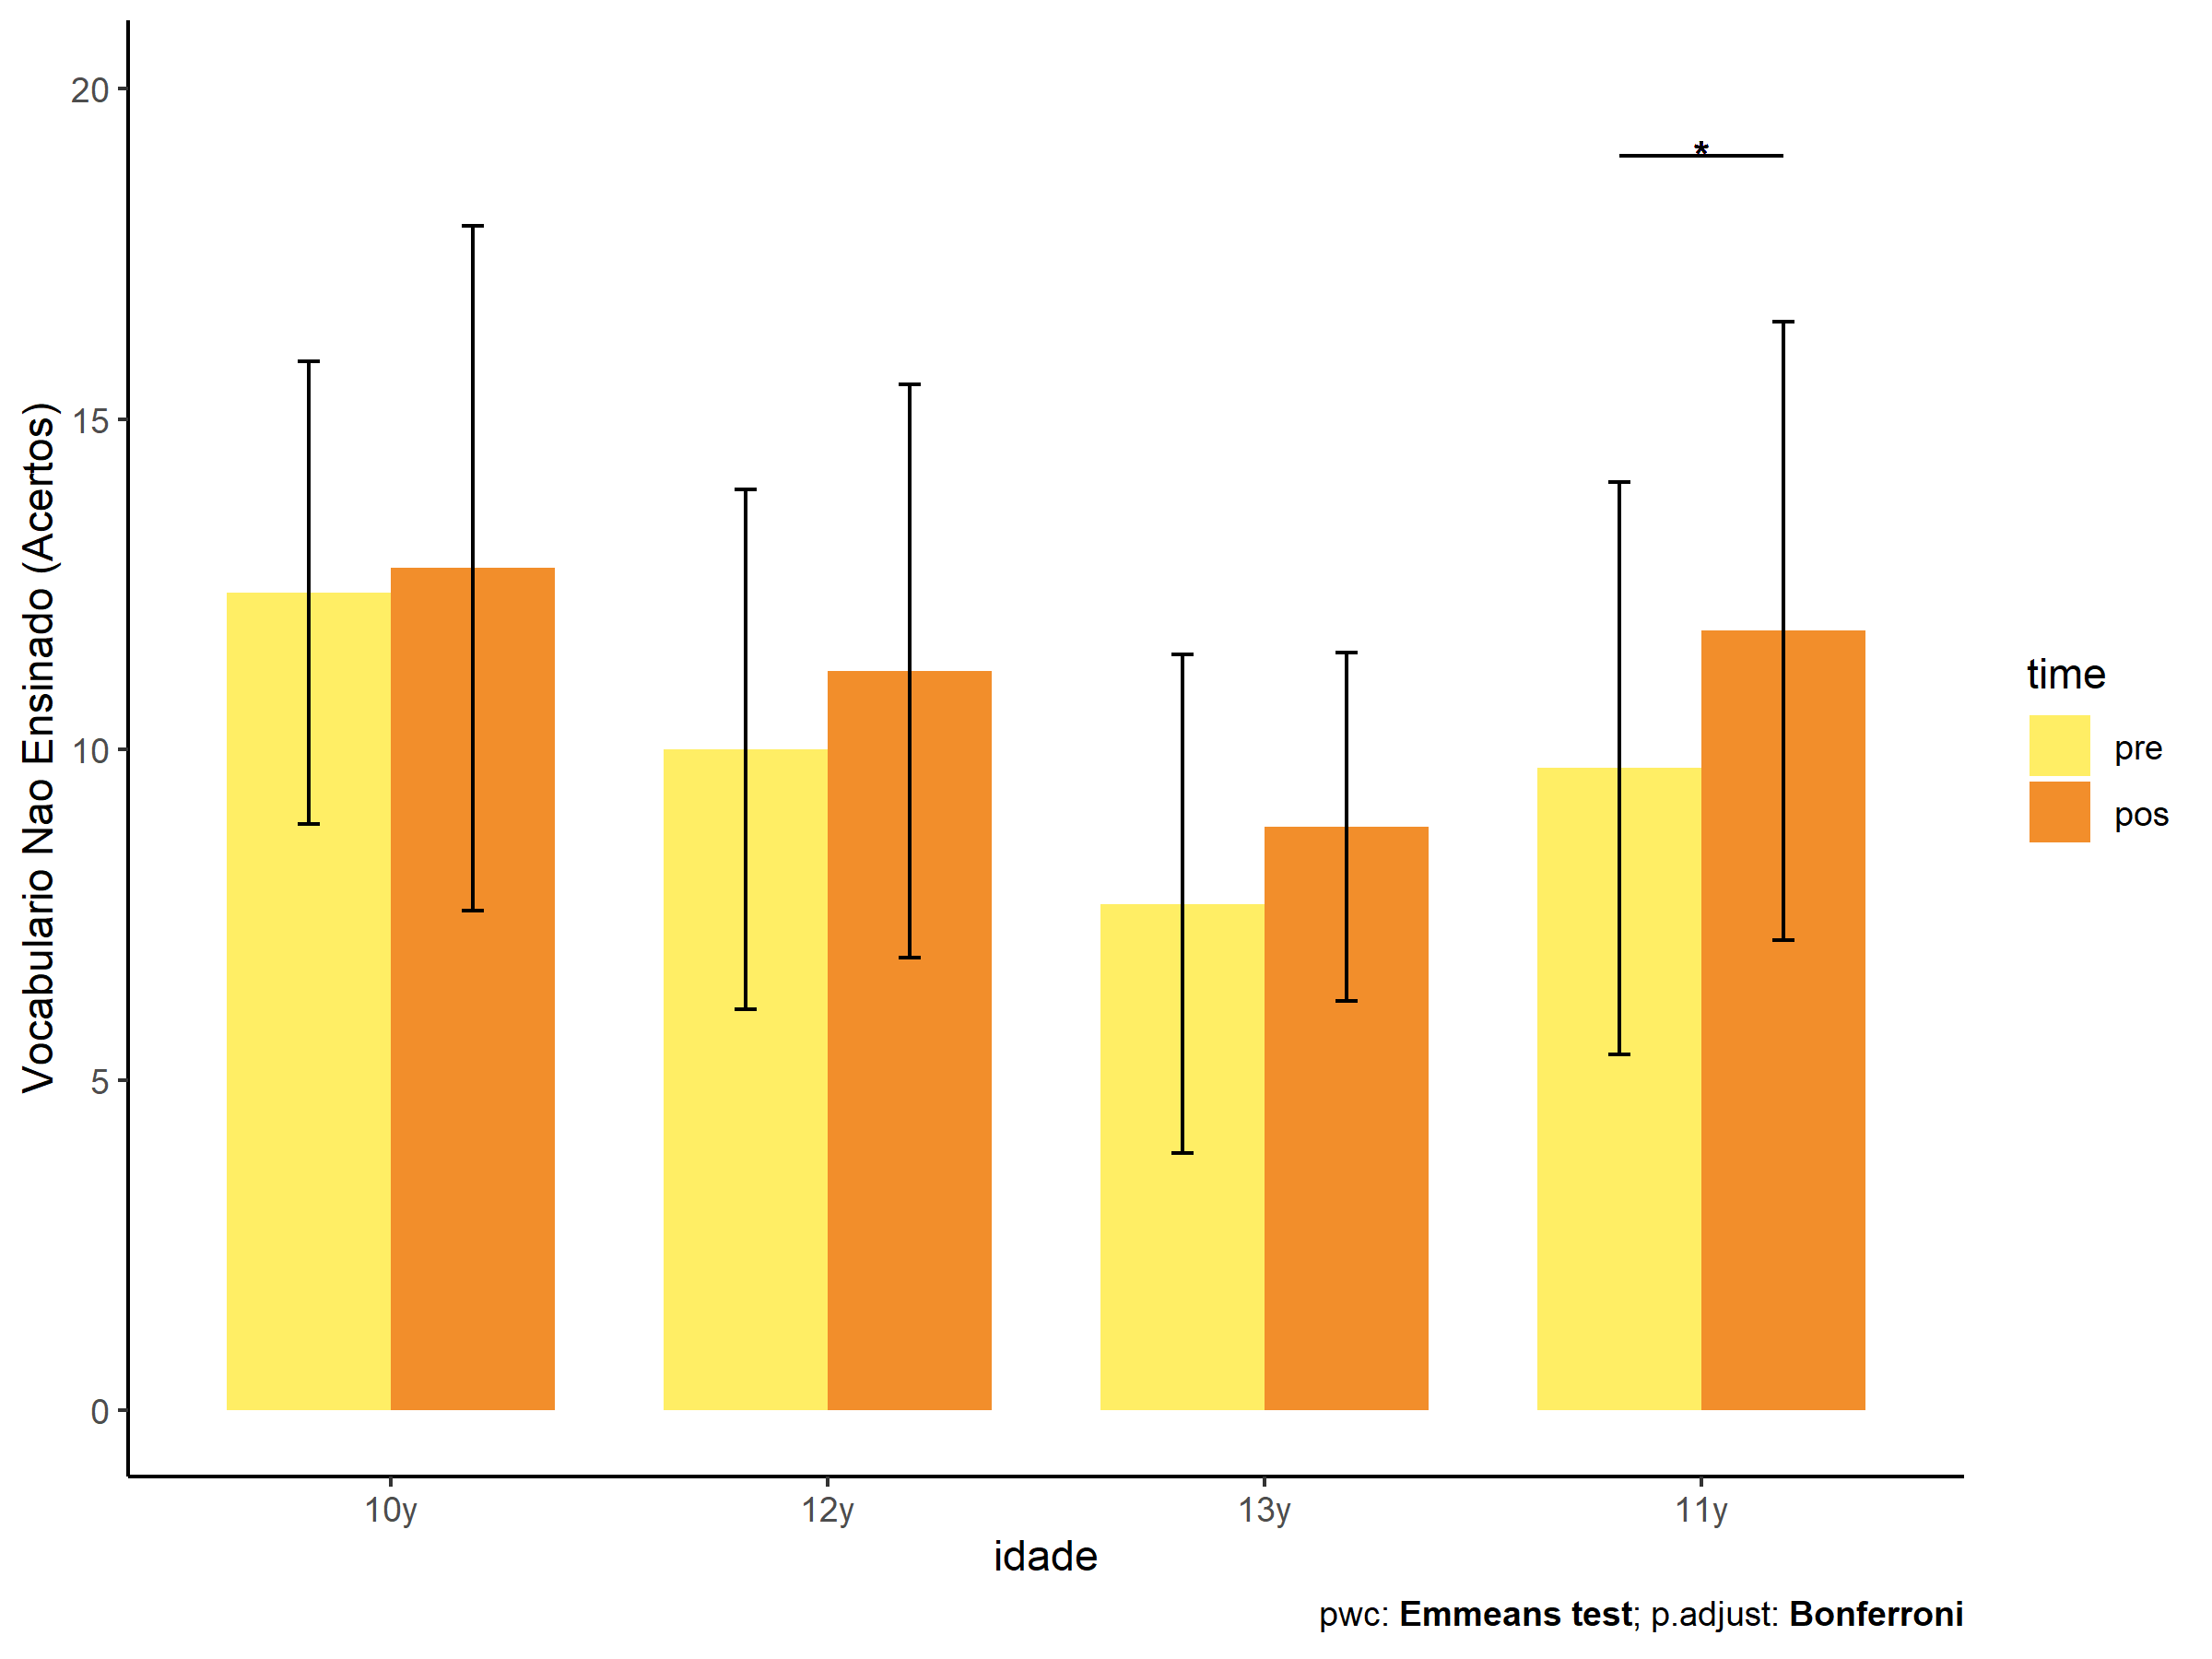 Vocabulario Nao Ensinado (Acertos)
20
15
10
5
0
*
10y
12y
13y
11y
idade
time
pre
pos
pwc: Emmeans test; p.adjust: Bonferroni